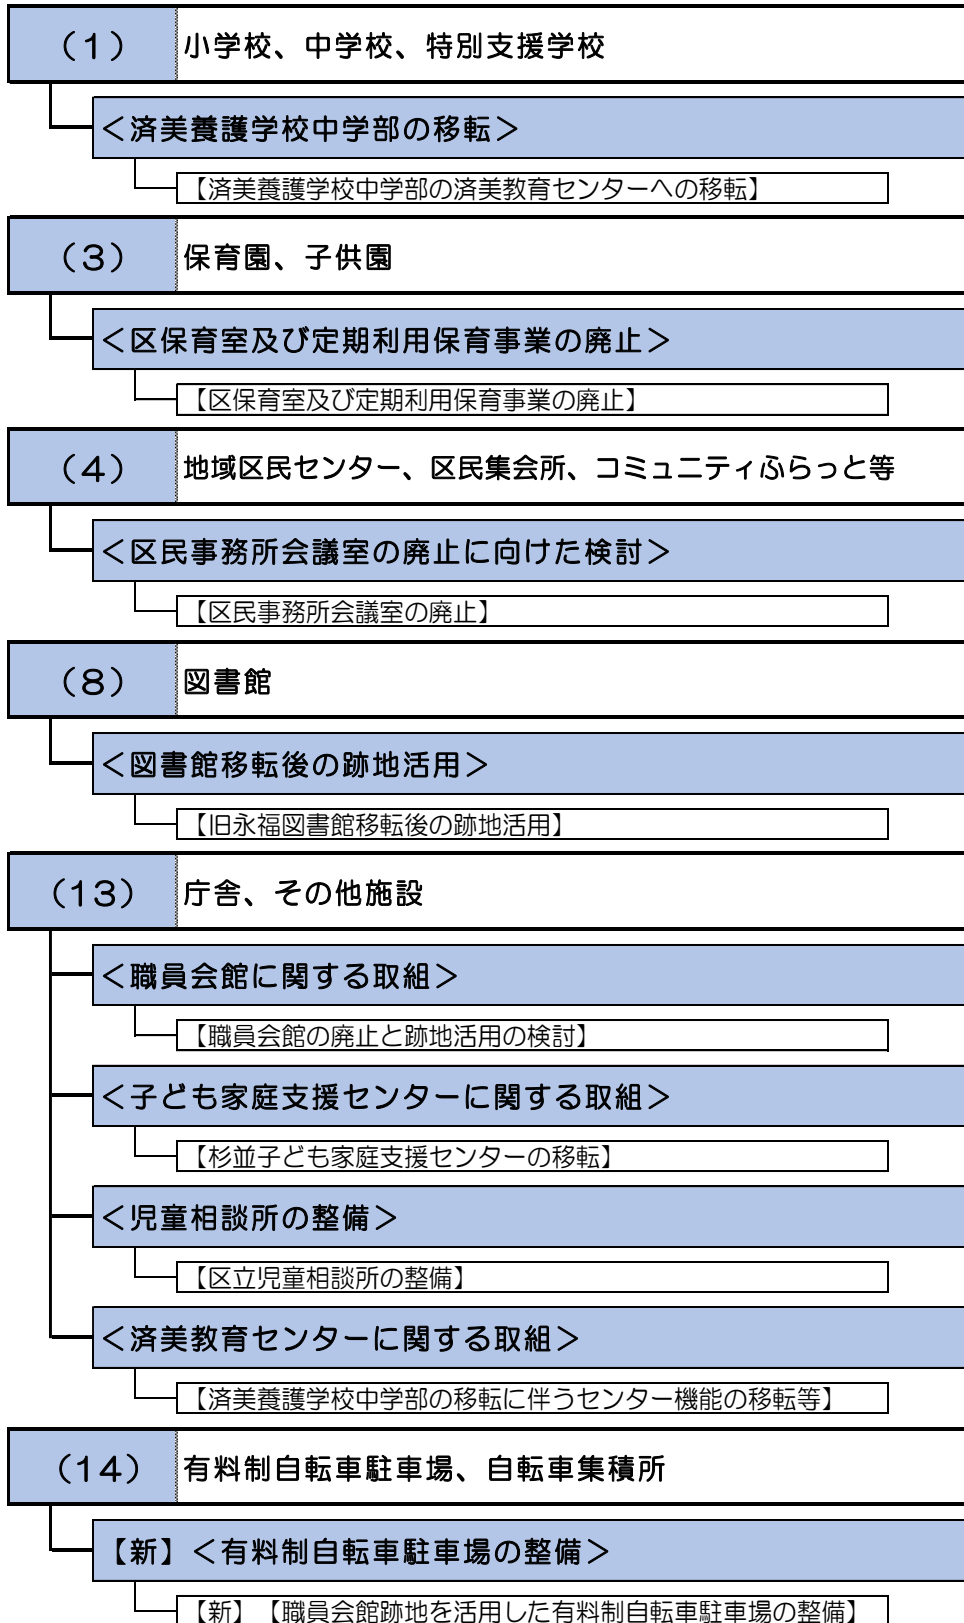 （１） 小学校、中学校、特別支援学校
＜済美養護学校中学部の移転＞
【済美養護学校中学部の済美教育センターへの移転】
（３） 保育園、子供園
＜区保育室及び定期利用保育事業の廃止＞
【区保育室及び定期利用保育事業の廃止】
（４） 地域区民センター、区民集会所、コミュニティふらっと等
＜区民事務所会議室の廃止に向けた検討＞
【区民事務所会議室の廃止】
（８） 図書館
＜図書館移転後の跡地活用＞
【旧永福図書館移転後の跡地活用】
（１３） 庁舎、その他施設
＜職員会館に関する取組＞
【職員会館の廃止と跡地活用の検討】
＜子ども家庭支援センターに関する取組＞
【杉並子ども家庭支援センターの移転】
＜児童相談所の整備＞
【区立児童相談所の整備】
＜済美教育センターに関する取組＞
【済美養護学校中学部の移転に伴うセンター機能の移転等】
（１４） 有料制自転車駐車場、自転車集積所
【新】＜有料制自転車駐車場の整備＞
【新】【職員会館跡地を活用した有料制自転車駐車場の整備】